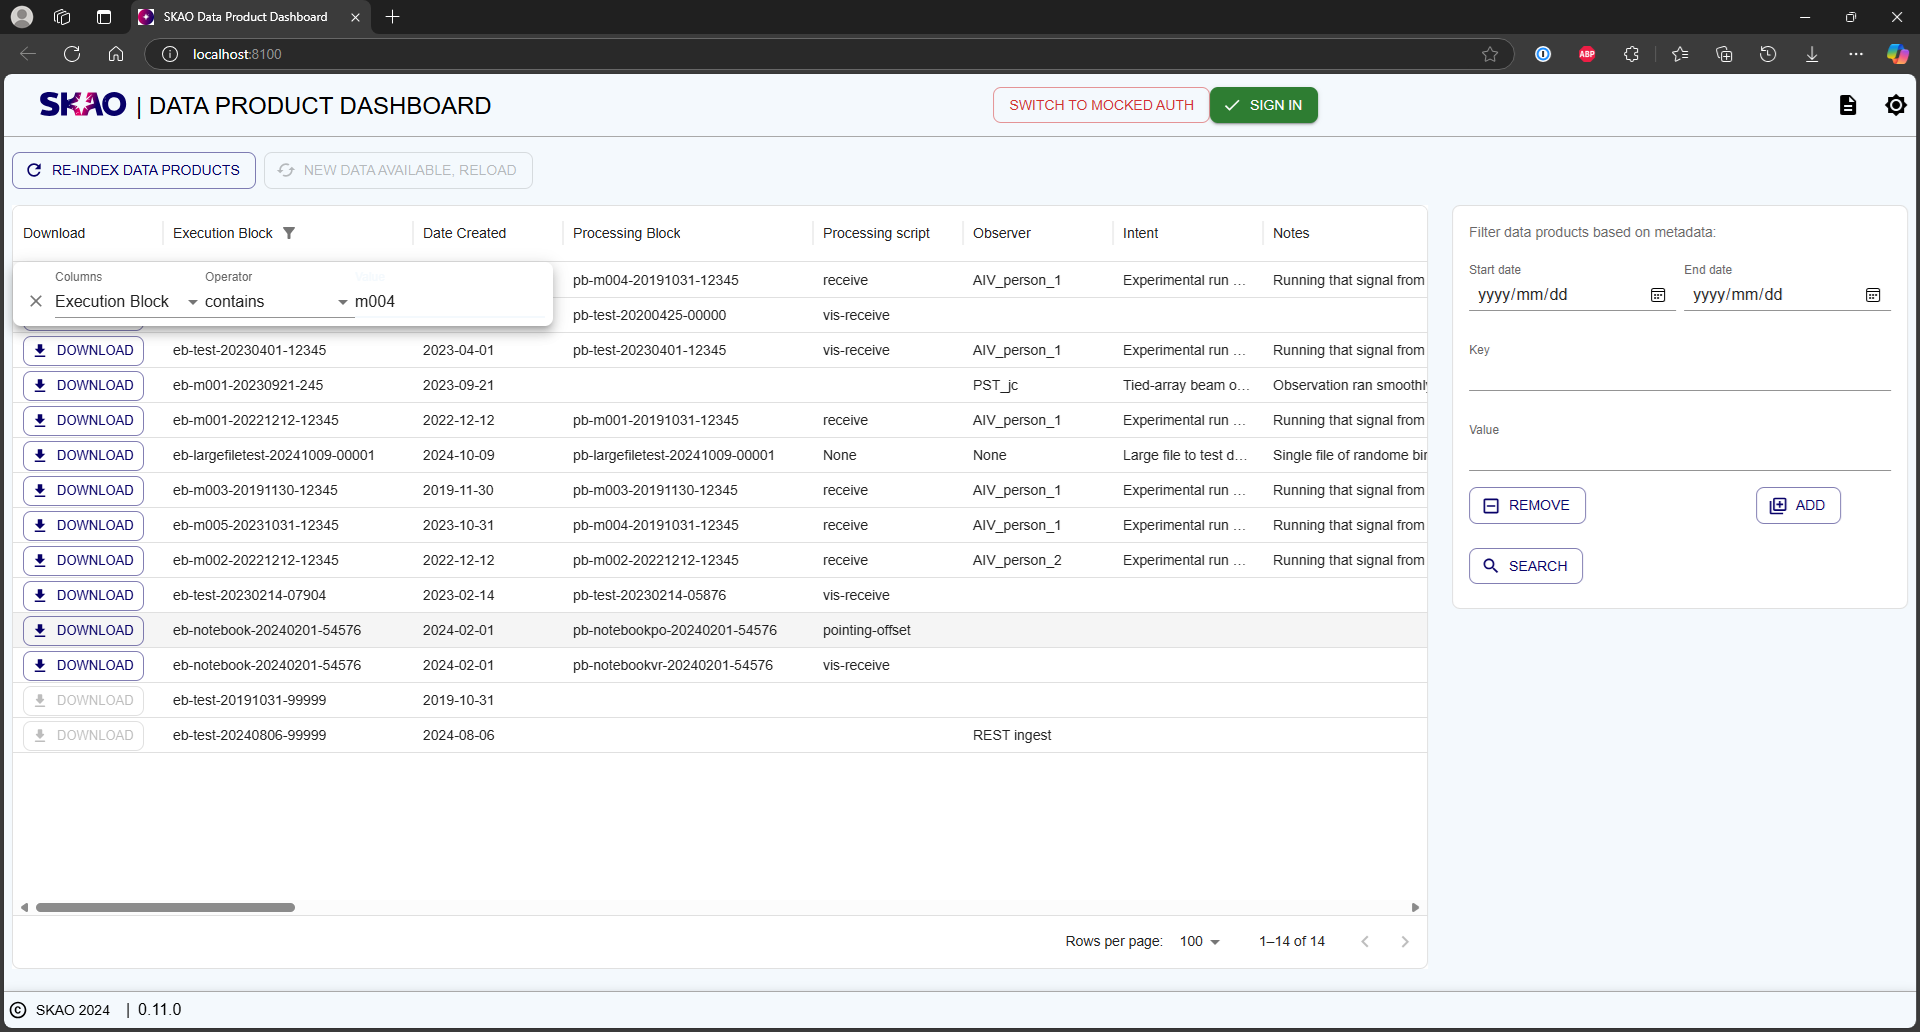 SKAO Data Product Dashboard
localhost:8100
ABP
SKAO | DATA PRODUCT DASHBOARD
SWITCH TO MOCKED AUTH
SIGN IN
RE-INDEX DATA PRODUCTS
NEW DATA AVAILABLE, RELOAD
Download Execution Block Date Created Processing Block Processing script Observer Intent Notes
Columns Operator Value
Execution Block contains m004
pb-m004-20191031-12345 receive AIV_person_1 Experimental run ... Running that signal from
pb-test-20200425-00000 vis-receive
DOWNLOAD eb-test-20230401-12345 2023-04-01 pb-test-20230401-12345 vis-receive AIV_person_1 Experimental run ... Running that signal from
DOWNLOAD eb-m001-20230921-245 2023-09-21 PST_jc Tied-array beam o... Observation ran smoothly
DOWNLOAD eb-m001-20221212-12345 2022-12-12 pb-m001-20191031-12345 receive AIV_person_1 Experimental run ... Running that signal from
DOWNLOAD eb-largefiletest-20241009-00001 2024-10-09 pb-largefiletest-20241009-00001 None None Large file to test d... Single file of randome bin
DOWNLOAD eb-m003-20191130-12345 2019-11-30 pb-m003-20191130-12345 receive AIV_person_1 Experimental run ... Running that signal from
DOWNLOAD eb-m005-20231031-12345 2023-10-31 pb-m004-20191031-12345 receive AIV_person_1 Experimental run ... Running that signal from
DOWNLOAD eb-m002-20221212-12345 2022-12-12 pb-m002-20221212-12345 receive AIV_person_2 Experimental run ... Running that signal from
DOWNLOAD eb-test-20230214-07904 2023-02-14 pb-test-20230214-05876 vis-receive
DOWNLOAD eb-notebook-20240201-54576 2024-02-01 pb-notebookpo-20240201-54576 pointing-offset
DOWNLOAD eb-notebook-20240201-54576 2024-02-01 pb-notebookvr-20240201-54576 vis-receive
DOWNLOAD eb-test-20191031-99999 2019-10-31
DOWNLOAD eb-test-20240806-99999 2024-08-06 REST ingest
Rows per page: 100 1–14 of 14
Filter data products based on metadata:
Start date End date
yyyy/mm/dd yyyy/mm/dd
Key
Value
REMOVE ADD
SEARCH
© SKAO 2024 | 0.11.0